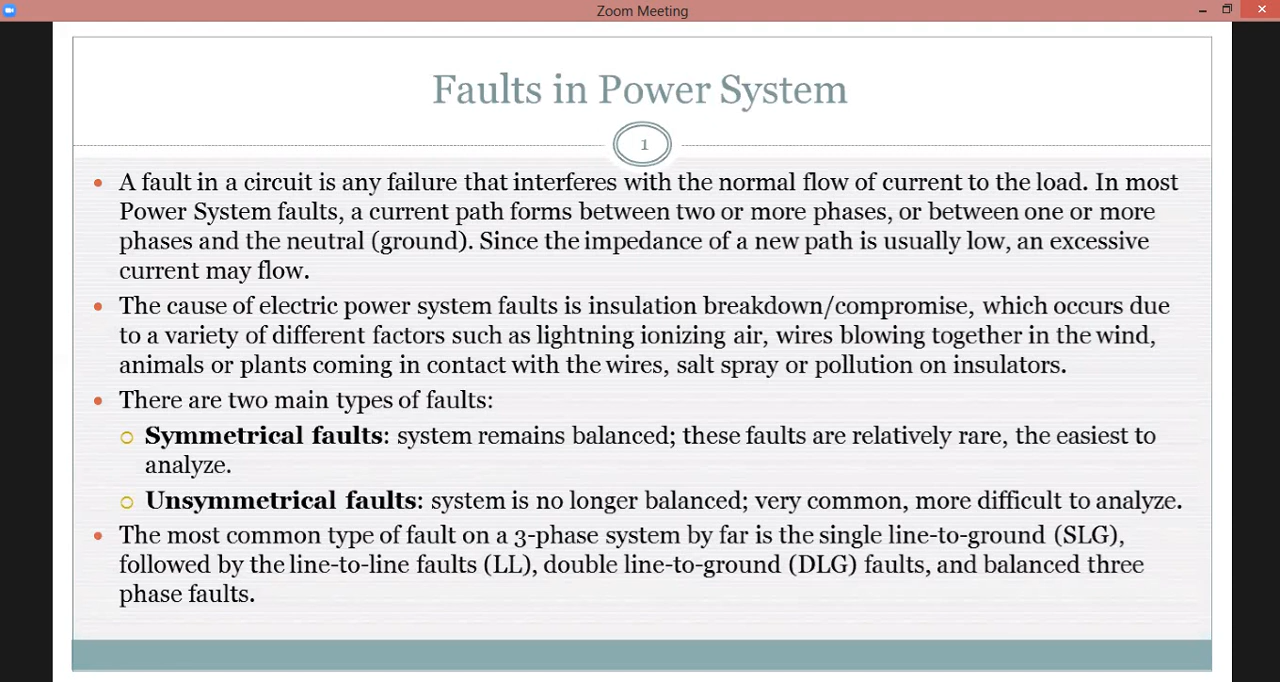 Zoom Meeting
Faults in Power System
1
• A fault in a circuit is any failure that interferes with the normal flow of current to the load. In most
Power System faults, a current path forms between two or more phases, or between one or more
phases and the neutral (ground). Since the impedance of a new path is usually low, an excessive
current may flow.
• The cause of electric power system faults is insulation breakdown/compromise, which occurs due
to a variety of different factors such as lightning ionizing air, wires blowing together in the wind,
animals or plants coming in contact with the wires, salt spray or pollution on insulators.
• There are two main types of faults:
○ Symmetrical faults: system remains balanced; these faults are relatively rare, the easiest to
analyze.
○ Unsymmetrical faults: system is no longer balanced; very common, more difficult to analyze.
• The most common type of fault on a 3-phase system by far is the single line-to-ground (SLG),
followed by the line-to-line faults (LL), double line-to-ground (DLG) faults, and balanced three
phase faults.